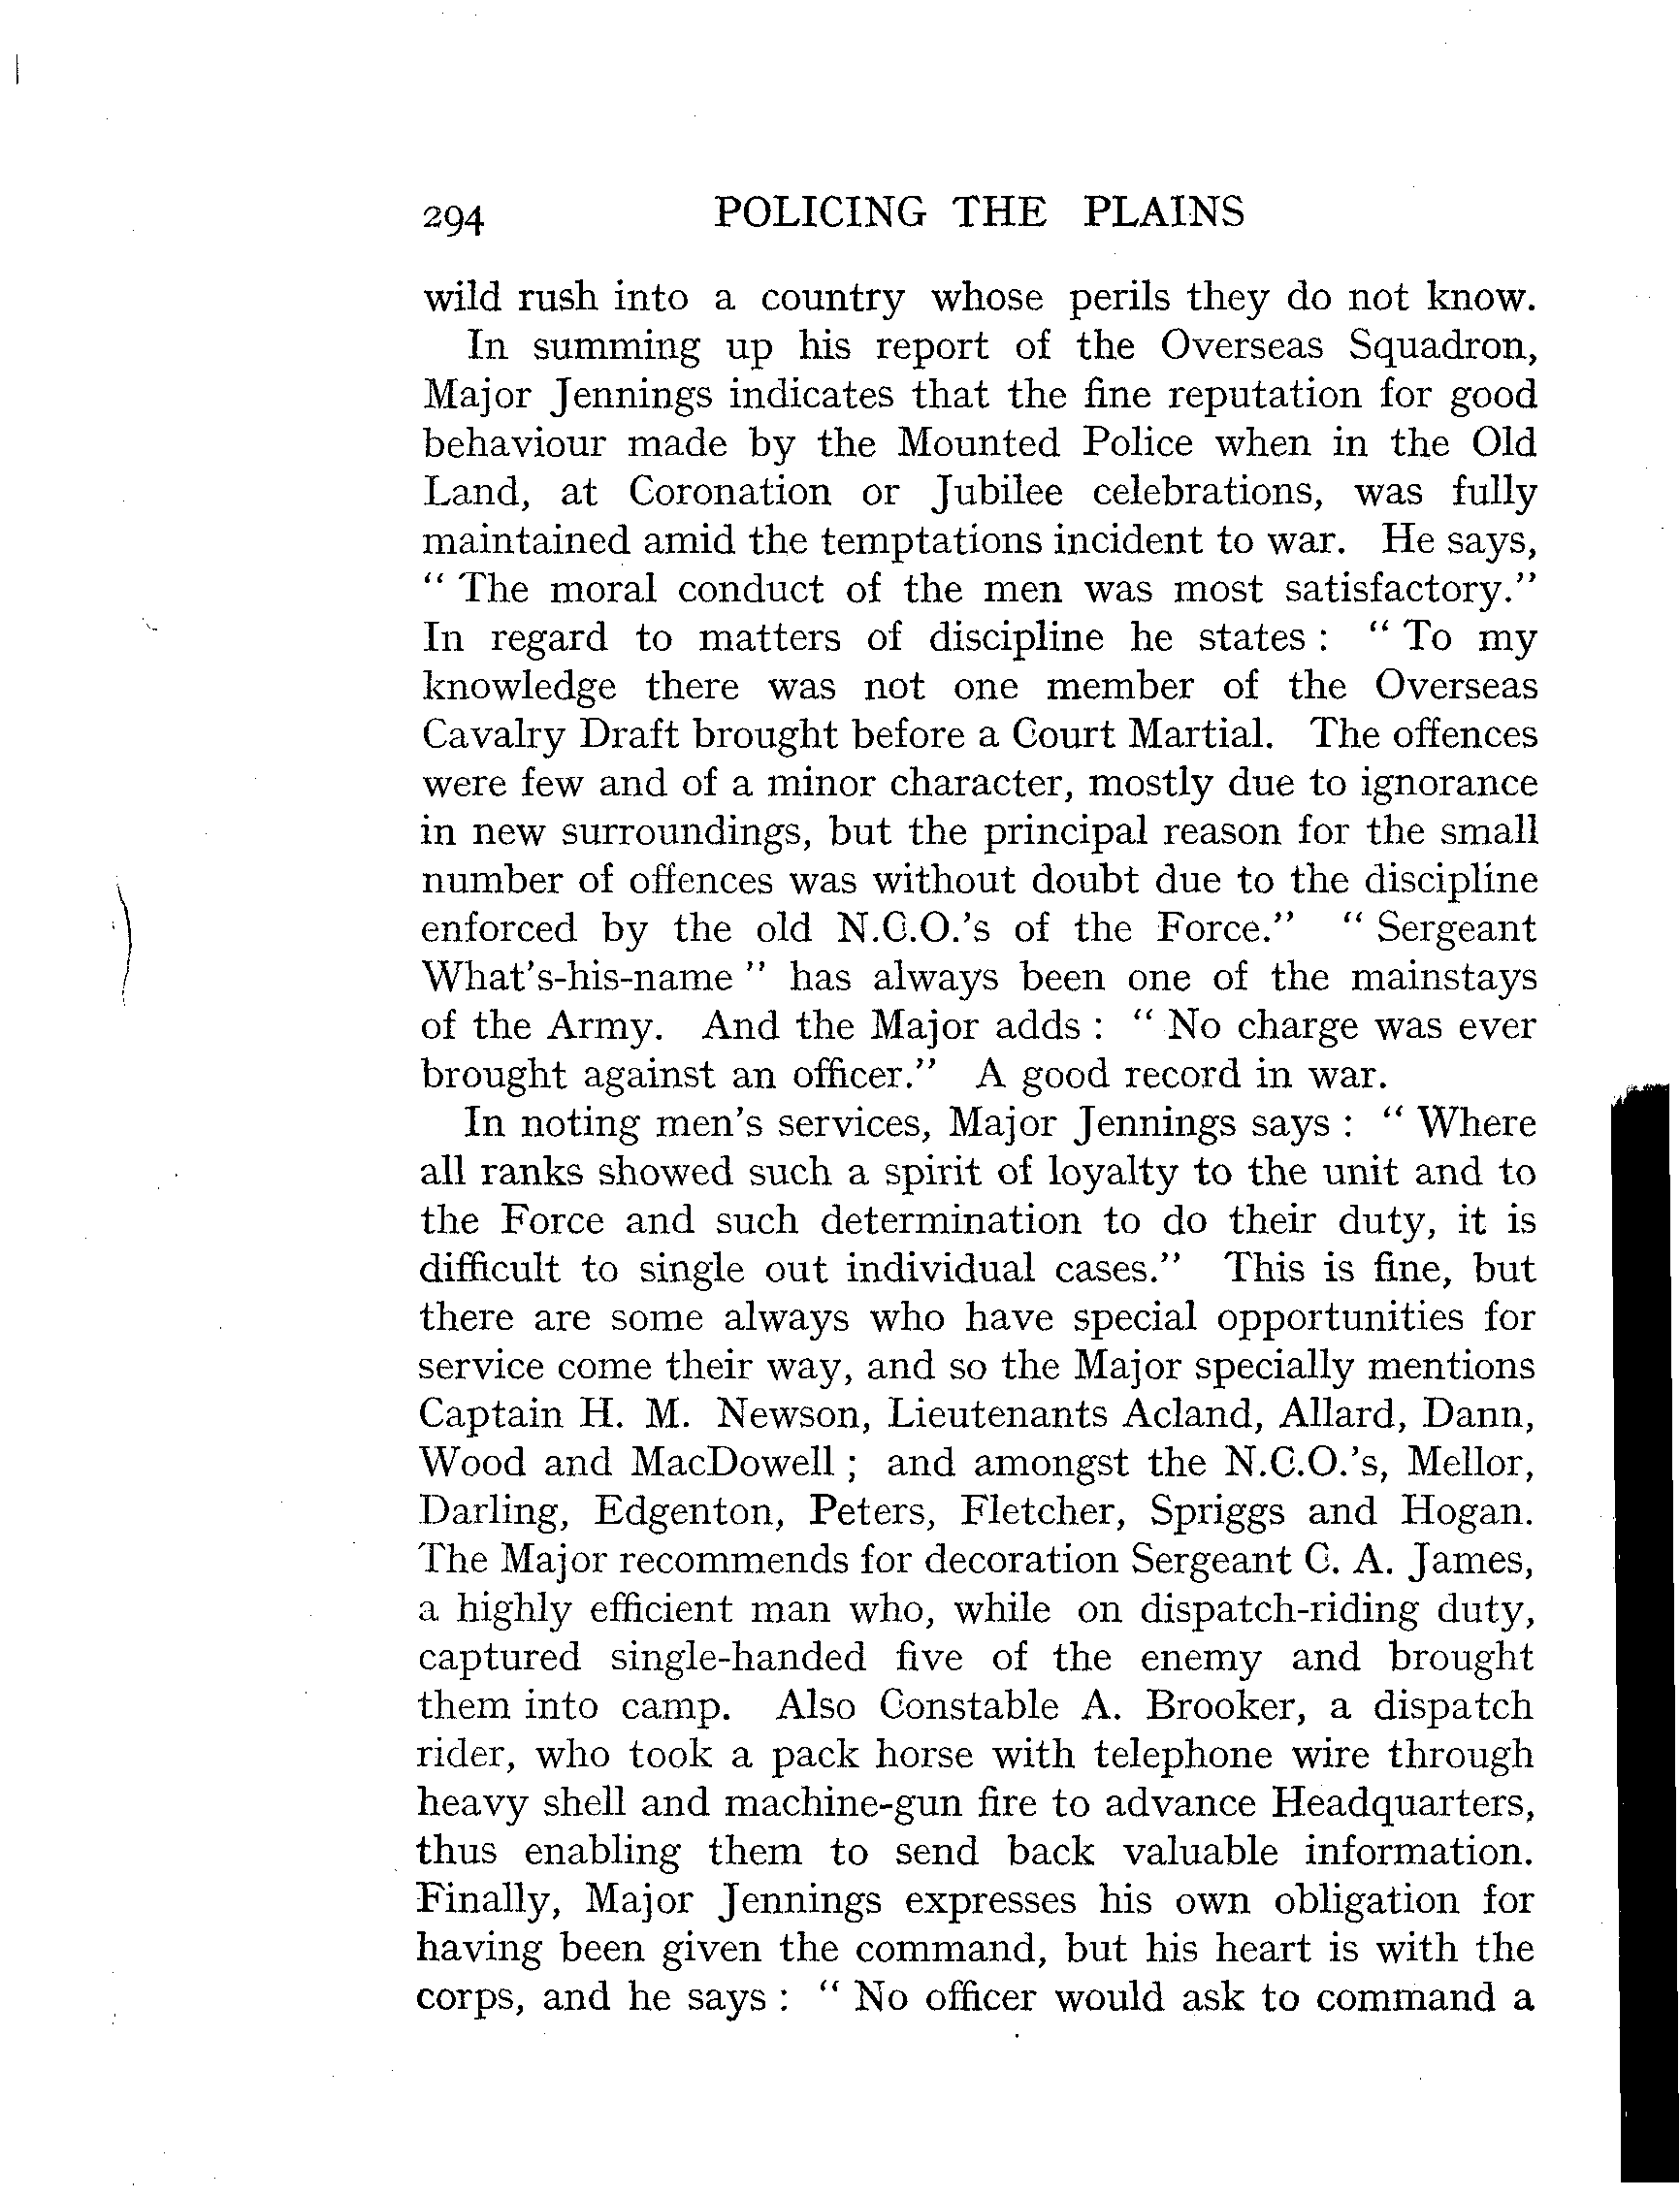 294 POLICING THE PLAINS
wild rush into a country whose perils they do not know.
In summing up his report of the Overseas Squadron,
Major Jennings indicates that the fine reputation for good
behaviour made by the Mounted Police when in the Old
Land, at Coronation or Jubilee celebrations, was fully
maintained amid the temptations incident to war. He says,
“ The moral conduct of the men was most satisfactory.”
In regard to matters of discipline he states : “ To my
knowledge there was not one member of the Overseas
Cavalry Draft brought before a Court Martial. The offences
were few and of a minor character, mostly due to ignorance
in new surroundings, but the principal reason for the small
number of offences was without doubt due to the discipline
enforced by the old N.C.O.'s of the Force.” “ Sergeant
What's-his-name ” has always been one of the mainstays
of the Army. And the Major adds : “ No charge was ever
brought against an officer.” A good record in war.
In noting men's services, Major Jennings says : “ Where
all ranks showed such a spirit of loyalty to the unit and to
the Force and such determination to do their duty, it is
difficult to single out individual cases.” This is fine, but
there are some always who have special opportunities for
service come their way, and so the Major specially mentions
Captain H. M. Newson, Lieutenants Acland, Allard, Dann,
Wood and MacDowell ; and amongst the N.C.O.'s, Mellor,
Darling, Edgenton, Peters, Fletcher, Spriggs and Hogan.
The Major recommends for decoration Sergeant C. A. James,
a highly efficient man who, while on dispatch-riding duty,
captured single-handed five of the enemy and brought
them into camp. Also Constable A. Brooker, a dispatch
rider, who took a pack horse with telephone wire through
heavy shell and machine-gun fire to advance Headquarters,
thus enabling them to send back valuable information.
Finally, Major Jennings expresses his own obligation for
having been given the command, but his heart is with the
corps, and he says : “ No officer would ask to command a